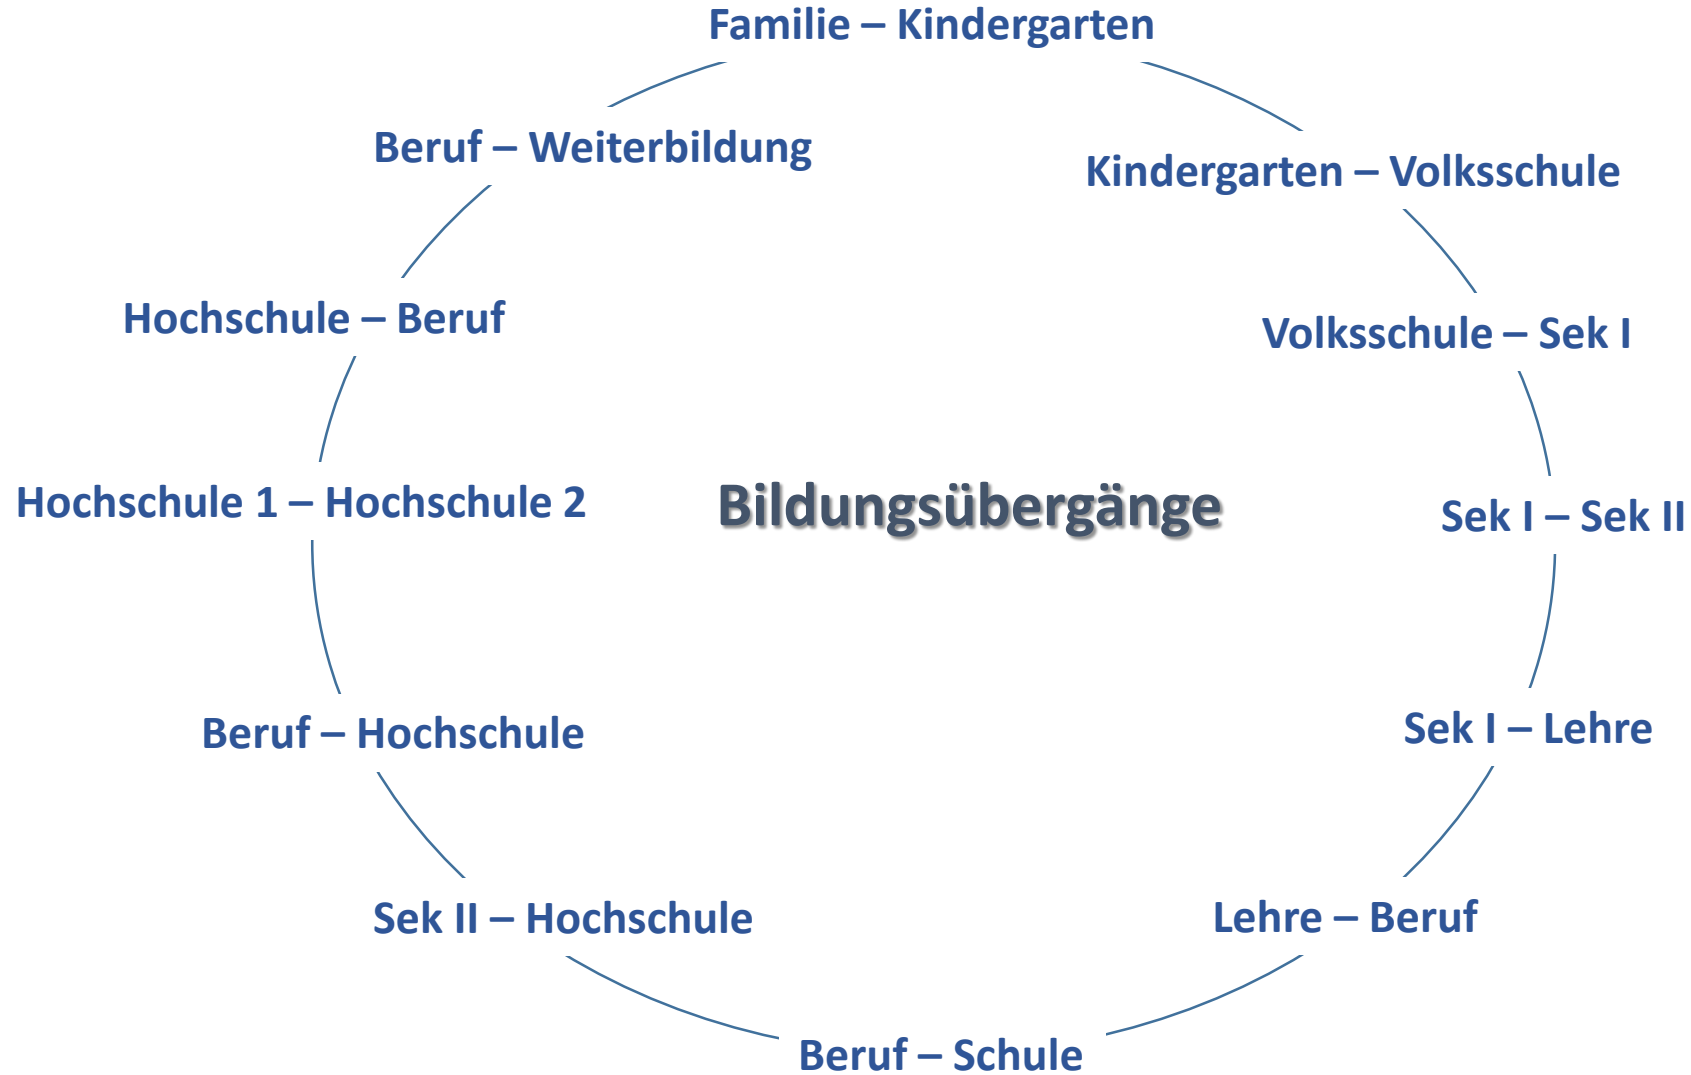 Familie – Kindergarten
Beruf – Weiterbildung
Kindergarten – Volksschule
Hochschule – Beruf
Volksschule – Sek I
Hochschule 1 – Hochschule 2
Bildungsübergänge
Sek I – Sek II
Beruf – Hochschule
Sek I – Lehre
Sek II – Hochschule
Lehre – Beruf
Beruf – Schule